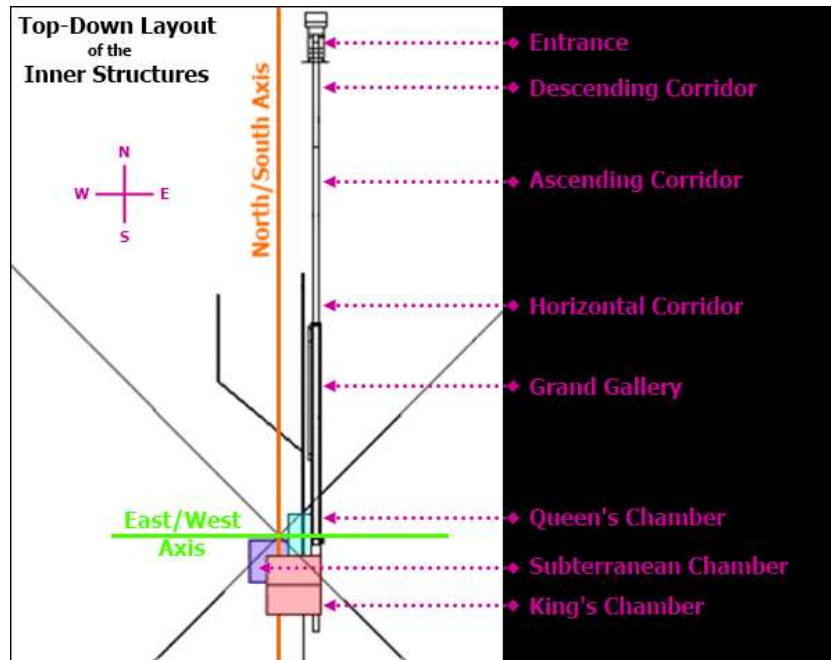 Top-Down Layout
of the
Inner Structures
North/South Axis
N
W
E
S
East/West
Axis
Entrance
Descending Corridor
Ascending Corridor
Horizontal Corridor
Grand Gallery
Queen's Chamber
Subterranean Chamber
King's Chamber